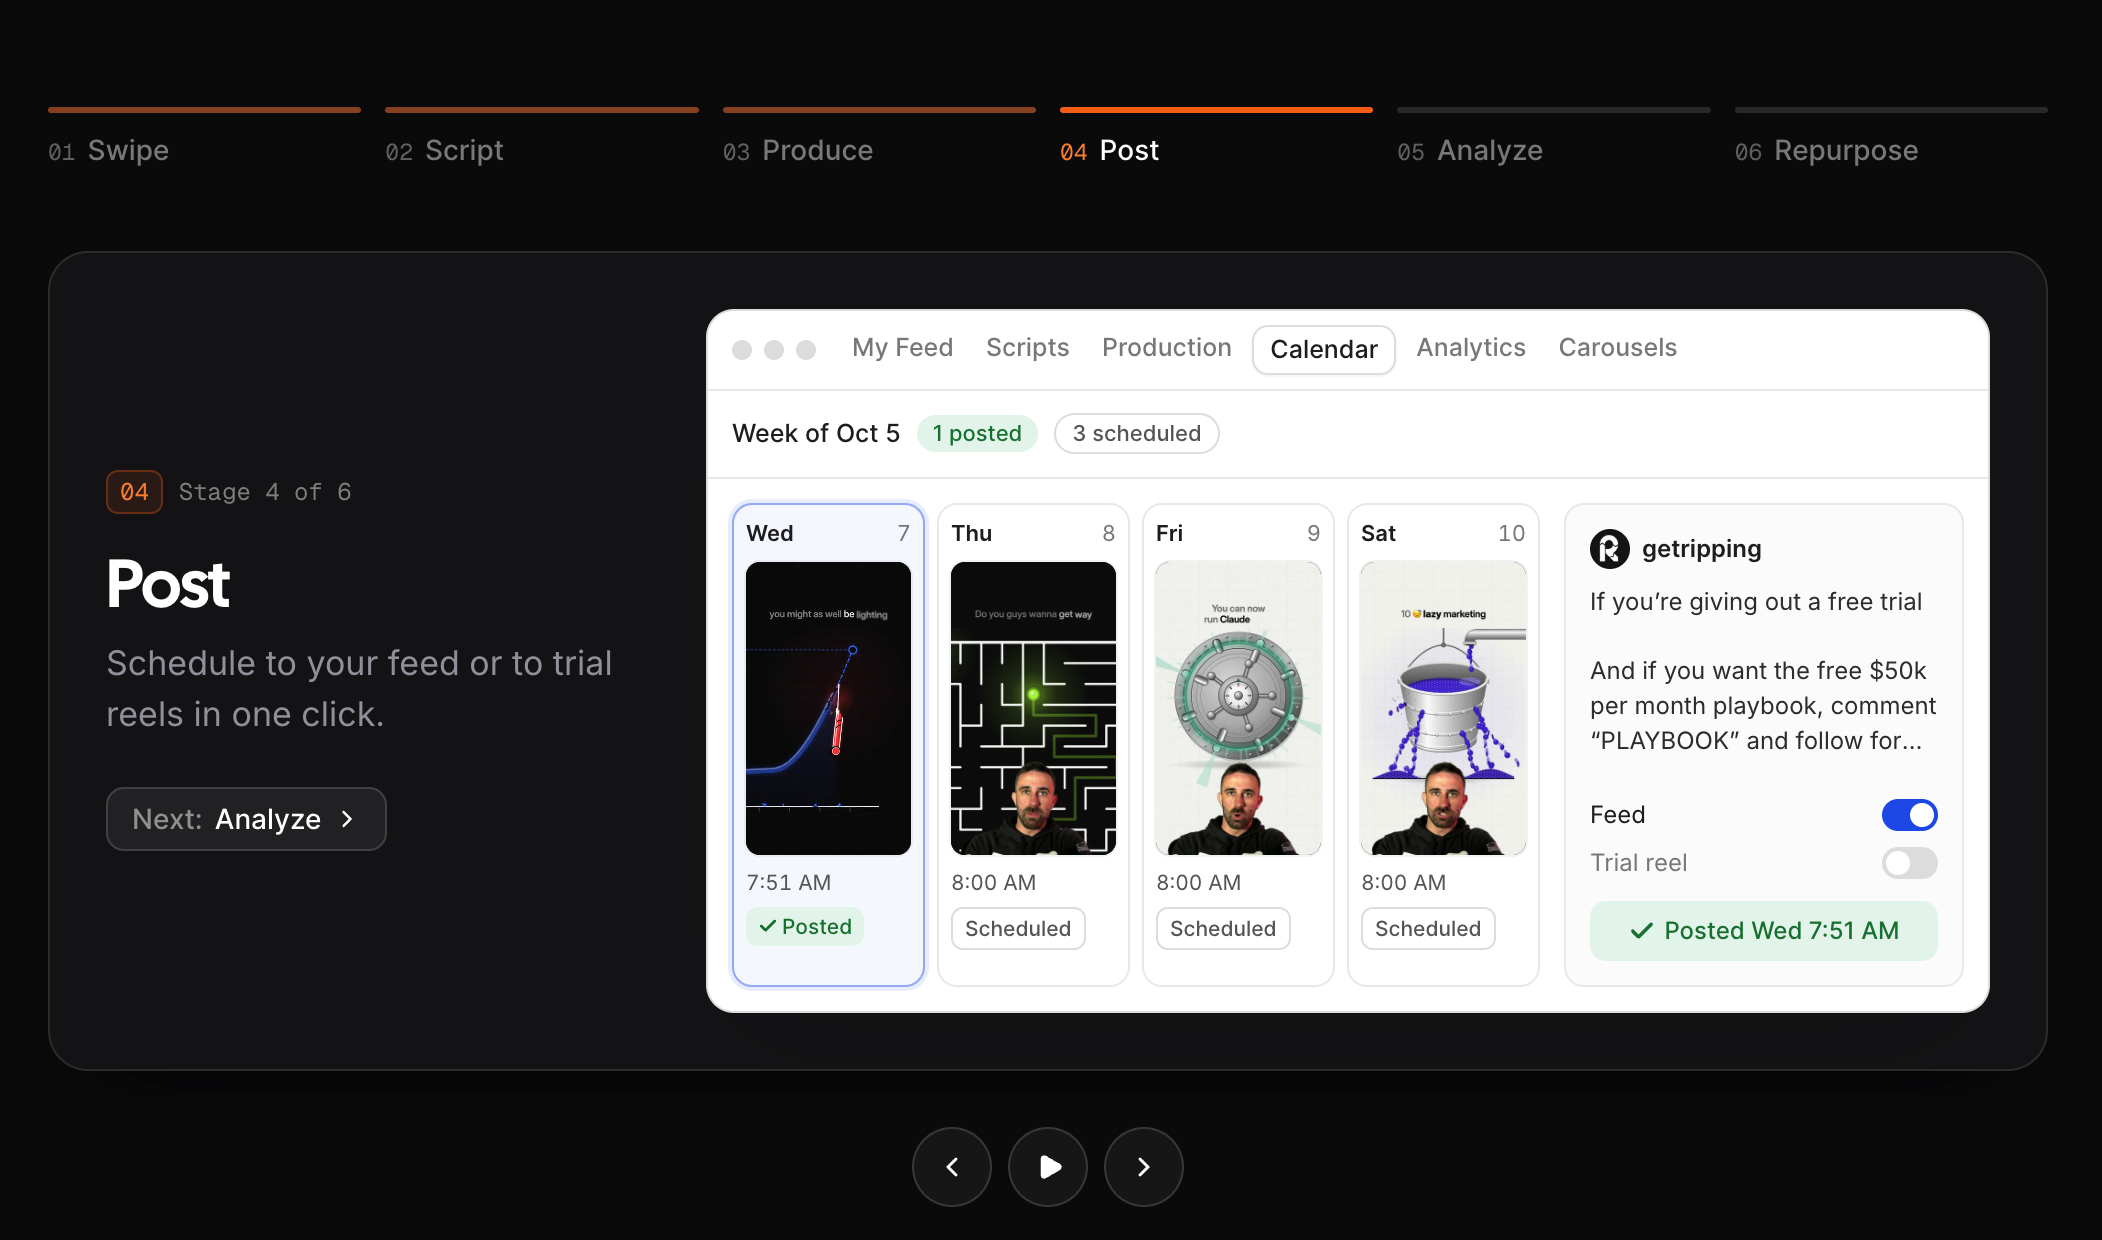 01 Swipe
02 Script
03 Produce
04 Post
05 Analyze
06 Repurpose
04 Stage 4 of 6
Post
Schedule to your feed or to trial
reels in one click.
Next: Analyze
My Feed Scripts Production Calendar Analytics Carousels
Week of Oct 5 1 posted 3 scheduled
Wed 7
you might as well be lighting
7:51 AM
Posted
Thu 8
Do you guys wanna get way
8:00 AM
Scheduled
Fri 9
You can now
run Claude
8:00 AM
Scheduled
Sat 10
10 😴 lazy marketing
8:00 AM
Scheduled
R getripping
If you’re giving out a free trial
And if you want the free $50k
per month playbook, comment
“PLAYBOOK” and follow for...
Feed
Trial reel
Posted Wed 7:51 AM